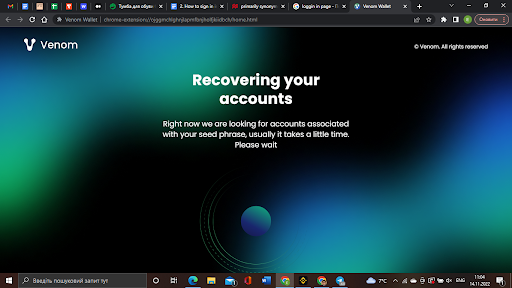 Тумба для обуви
2. How to sign in
primarily synonym
loggin in page - П
Venom Wallet
Venom Wallet | chrome-extension://
/home.html
Оновити
Venom
© Venom. All rights reserved
Recovering your
accounts
Right now we are looking for accounts associated
with your seed phrase, usually it takes a little time.
Please wait
Введіть пошуковий запит тут
7°C
ENG
11:04
14.11.2022